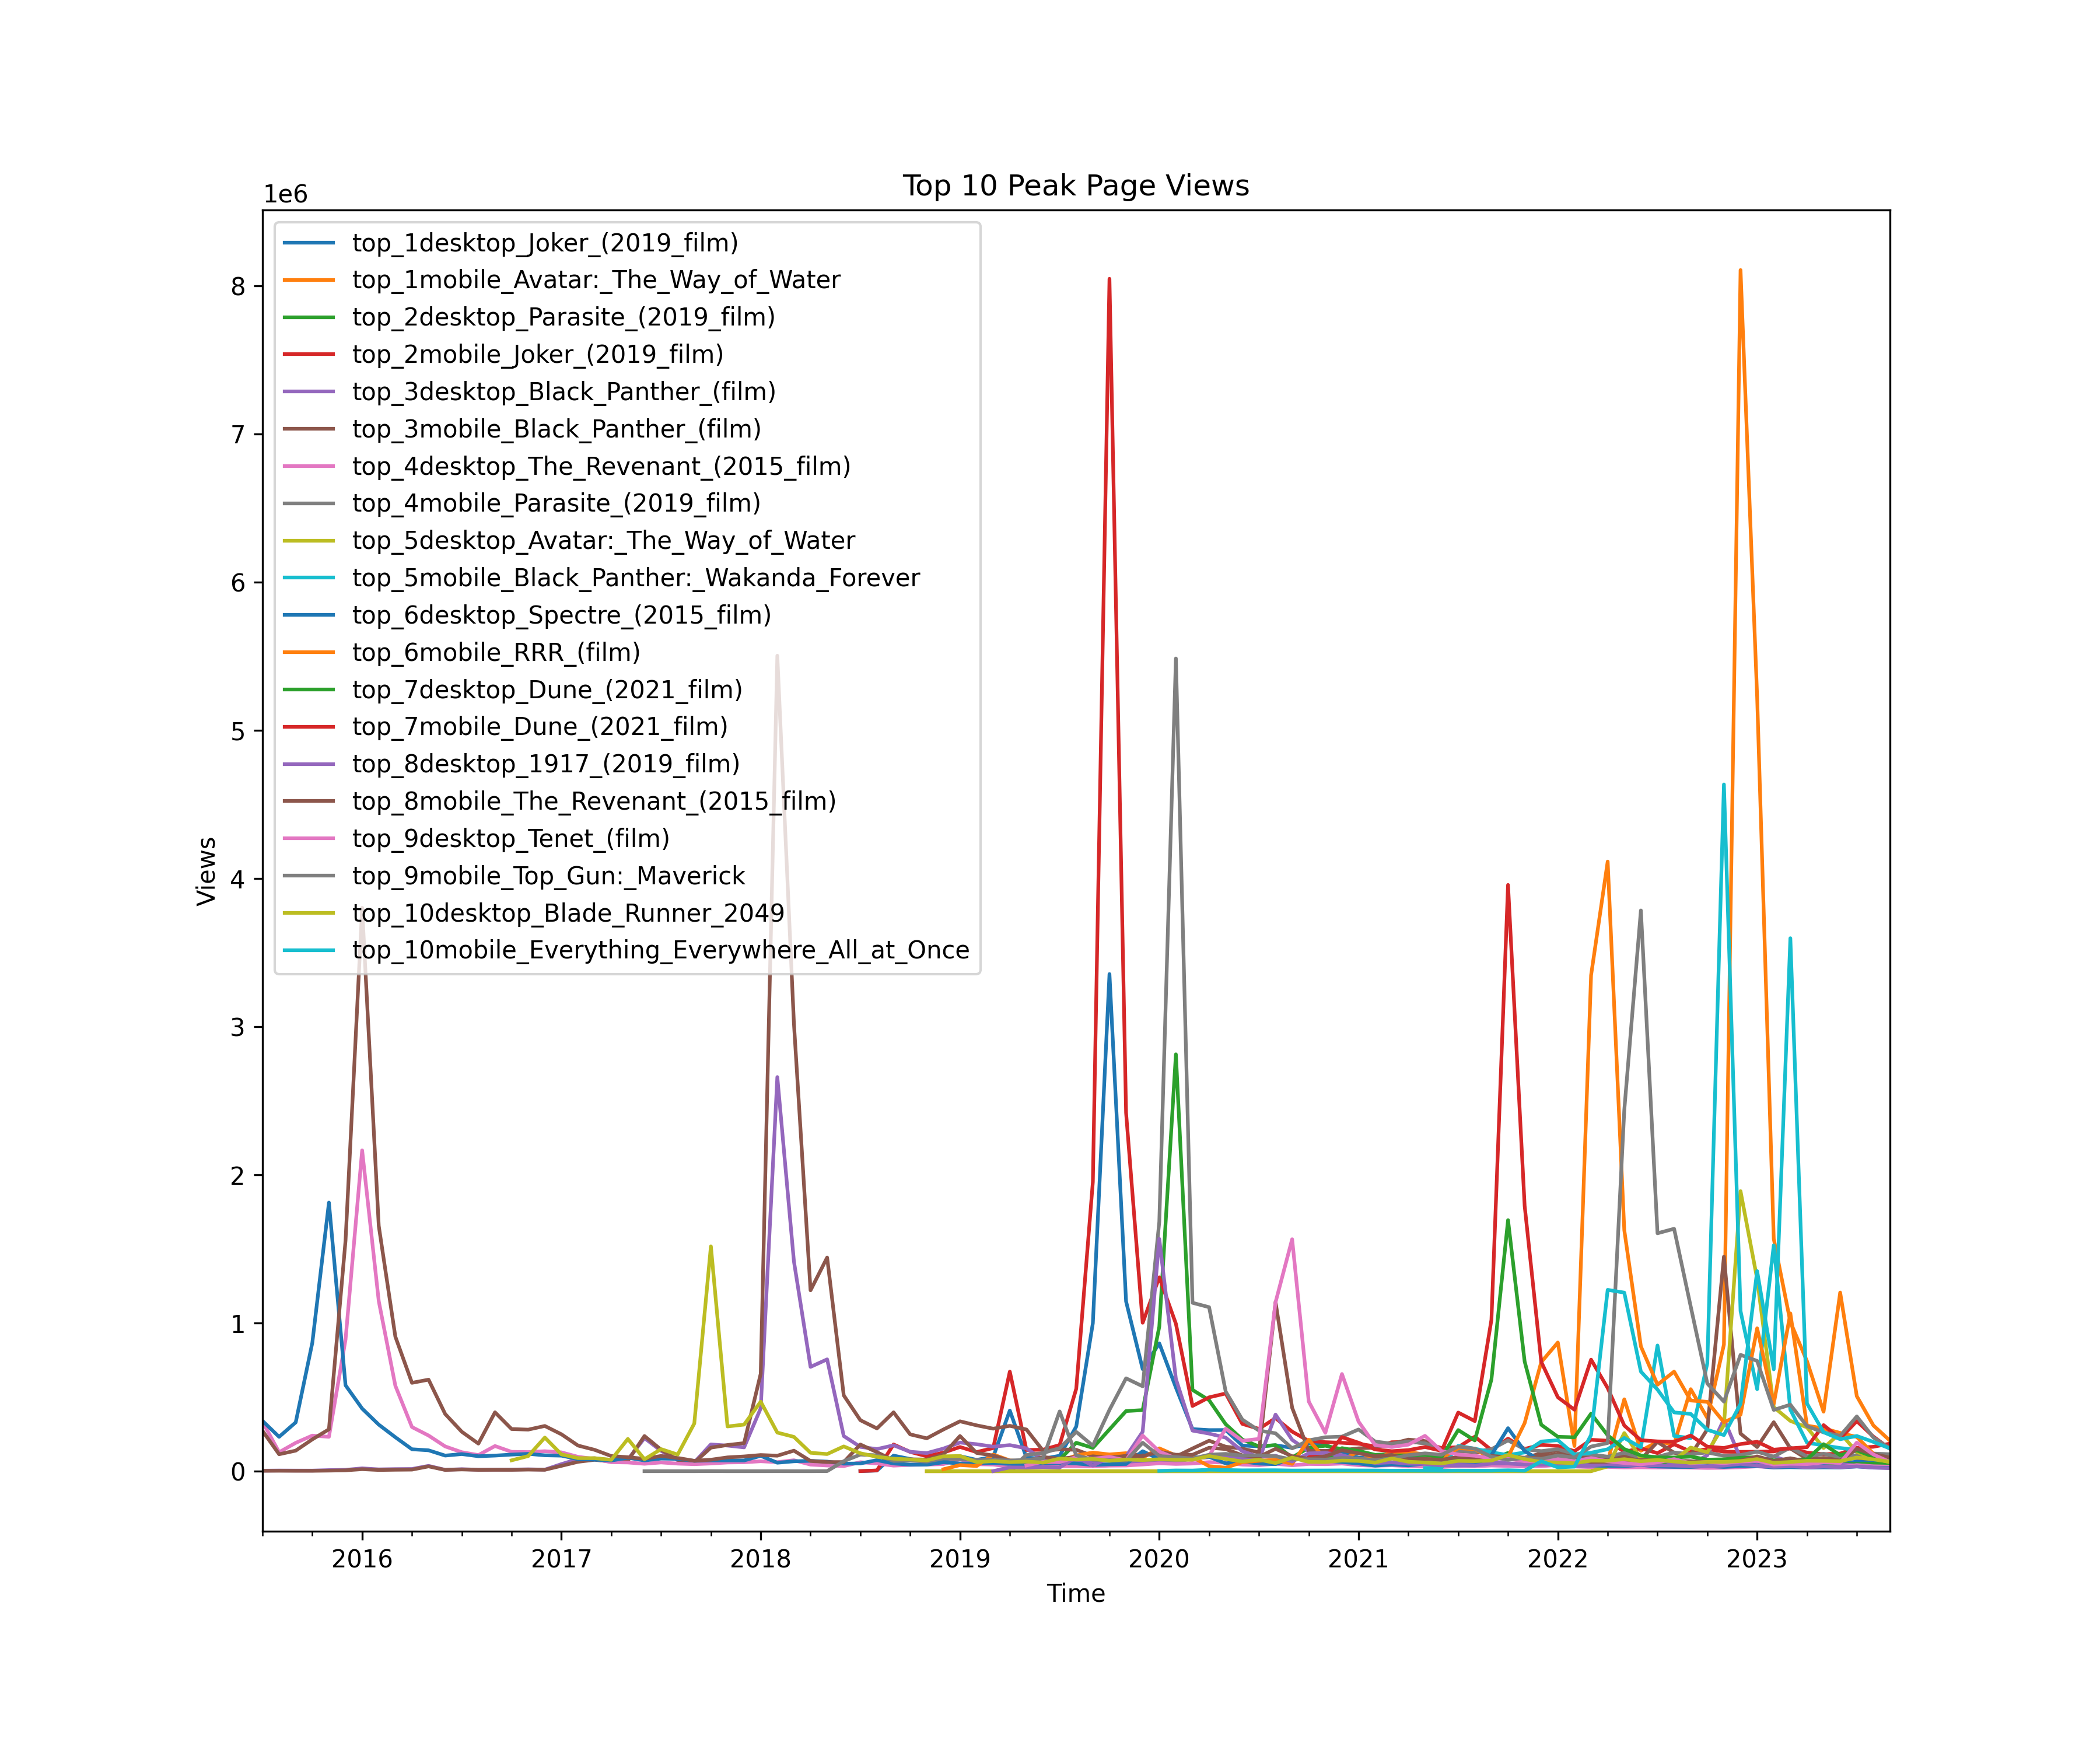 Top 10 Peak Page Views
1e6
top_1desktop_Joker_(2019_film)
top_1mobile_Avatar:_The_Way_of_Water
top_2desktop_Parasite_(2019_film)
top_2mobile_Joker_(2019_film)
top_3desktop_Black_Panther_(film)
top_3mobile_Black_Panther_(film)
top_4desktop_The_Revenant_(2015_film)
top_4mobile_Parasite_(2019_film)
top_5desktop_Avatar:_The_Way_of_Water
top_5mobile_Black_Panther:_Wakanda_Forever
top_6desktop_Spectre_(2015_film)
top_6mobile_RRR_(film)
top_7desktop_Dune_(2021_film)
top_7mobile_Dune_(2021_film)
top_8desktop_1917_(2019_film)
top_8mobile_The_Revenant_(2015_film)
top_9desktop_Tenet_(film)
top_9mobile_Top_Gun:_Maverick
top_10desktop_Blade_Runner_2049
top_10mobile_Everything_Everywhere_All_at_Once
8
7
6
5
4
3
2
1
0
Views
2016 2017 2018 2019 2020 2021 2022 2023
Time